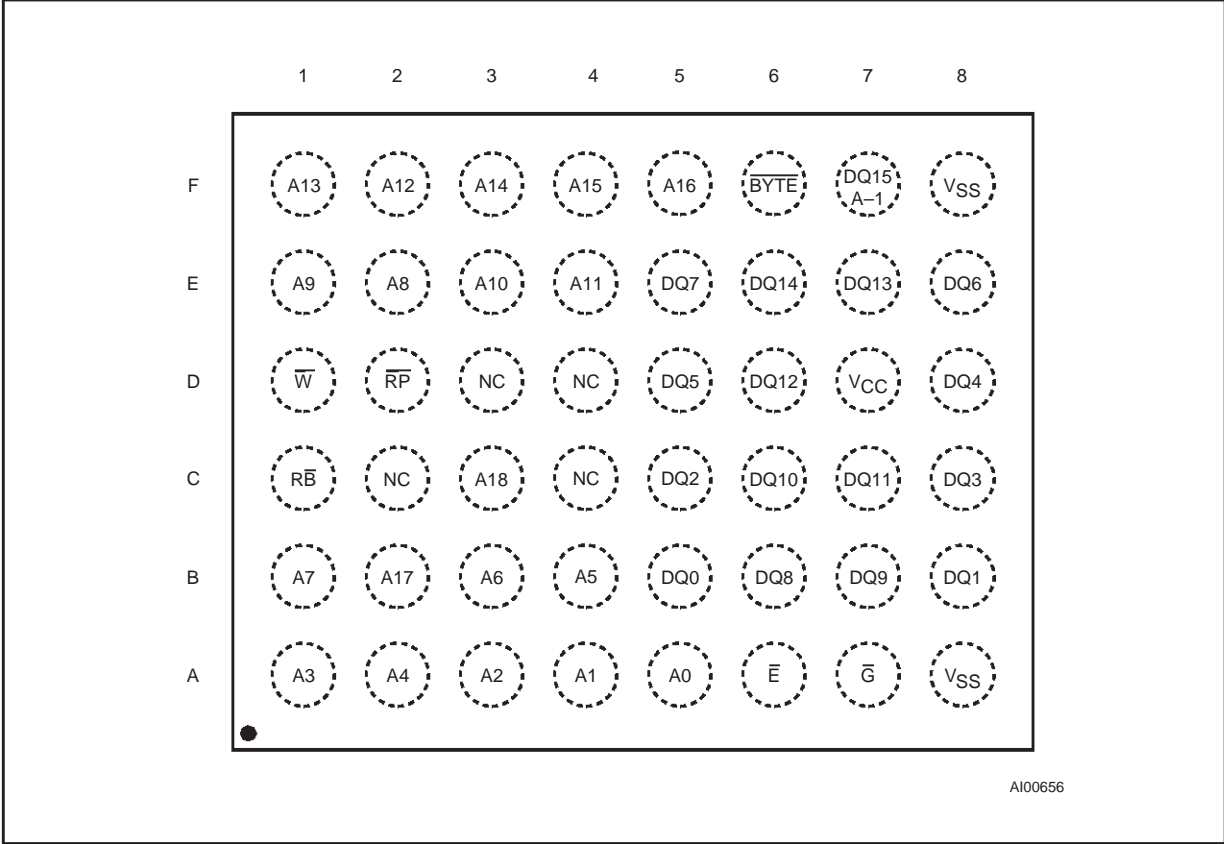 1 2 3 4 5 6 7 8
F A13 A12 A14 A15 A16 B̅Y̅T̅E̅ DQ15 A–1 VSS
E A9 A8 A10 A11 DQ7 DQ14 DQ13 DQ6
D W̅ R̅P̅ NC NC DQ5 DQ12 VCC DQ4
C RB̅ NC A18 NC DQ2 DQ10 DQ11 DQ3
B A7 A17 A6 A5 DQ0 DQ8 DQ9 DQ1
A A3 A4 A2 A1 A0 E̅ G̅ VSS
AI00656